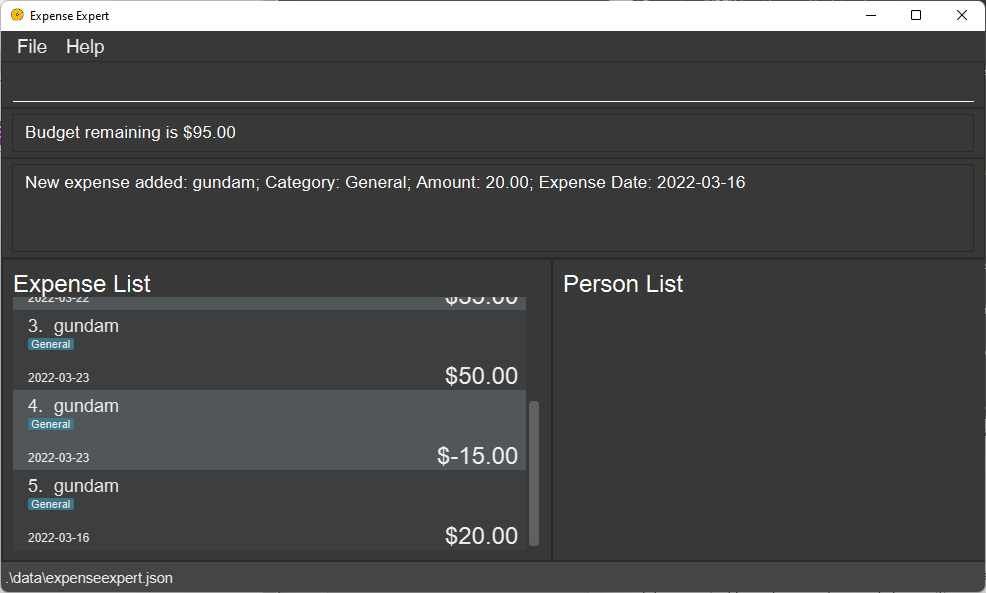 Expense Expert
File Help
Budget remaining is $95.00
New expense added: gundam; Category: General; Amount: 20.00; Expense Date: 2022-03-16
Expense List
Person List
2022-03-22
3. gundam
General
2022-03-23
$50.00
4. gundam
General
2022-03-23
$-15.00
5. gundam
General
2022-03-16
$20.00
.\data\expenseexpert.json